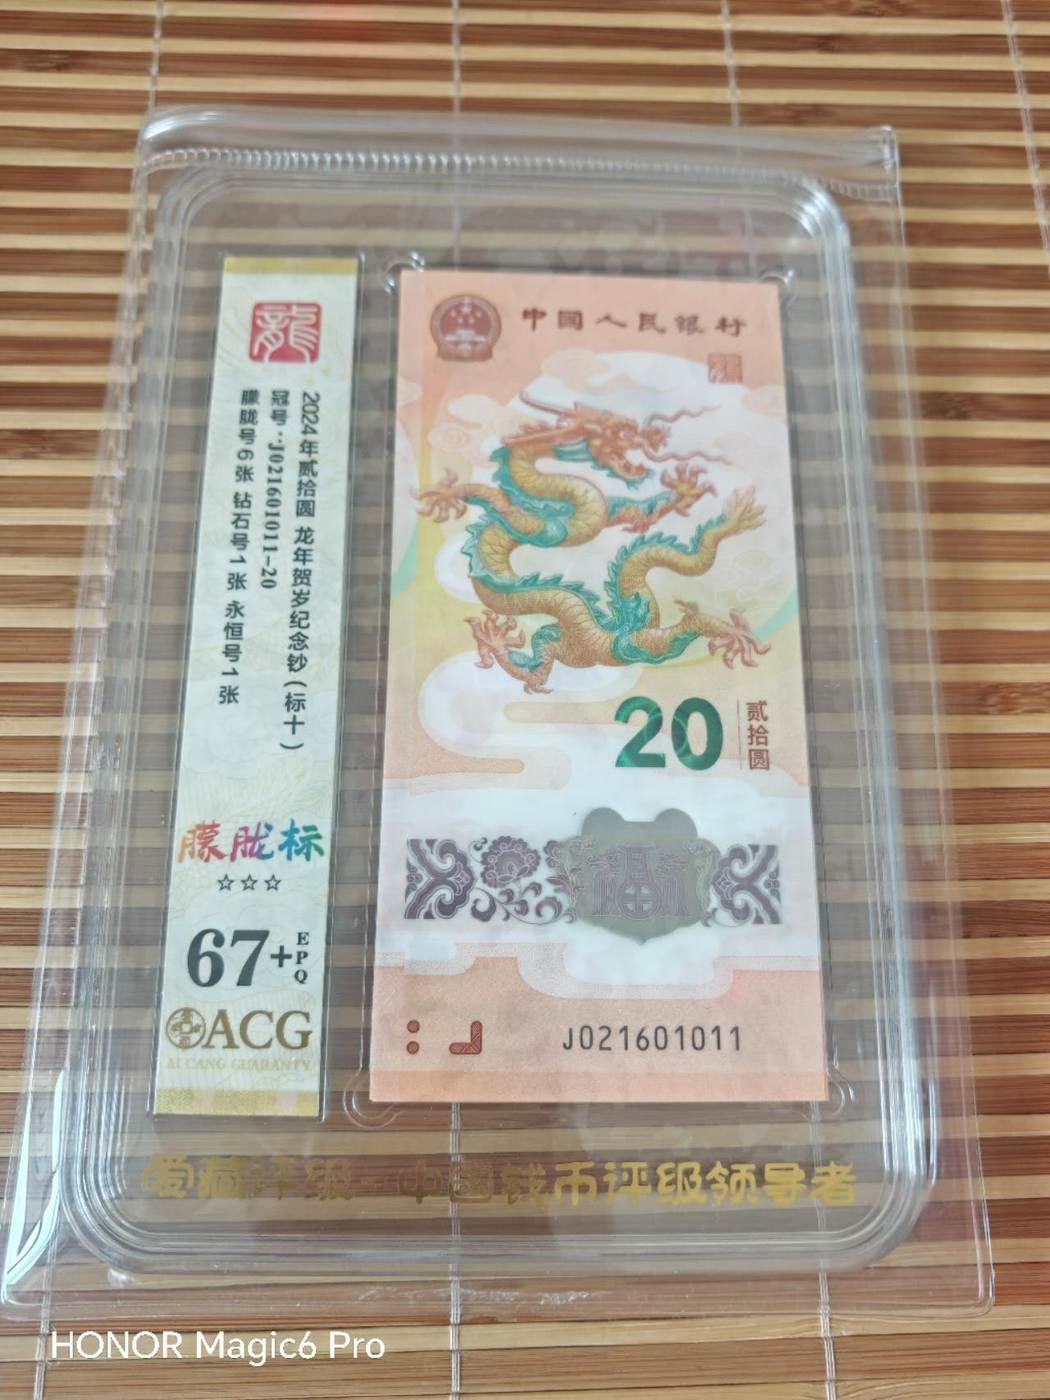 龍
2024年贰拾圆 龙年贺岁纪念钞(标十)
冠号:J021601011-20
朦胧号6张 钻石号1张 永恒号1张
朦胧标
☆☆☆
67+EPQ
ACG
AI CANG GUARANTY
中國人民银行
20 贰拾圆
福
J021601011
爱藏评级 中国钱币评级领导者
HONOR Magic6 Pro